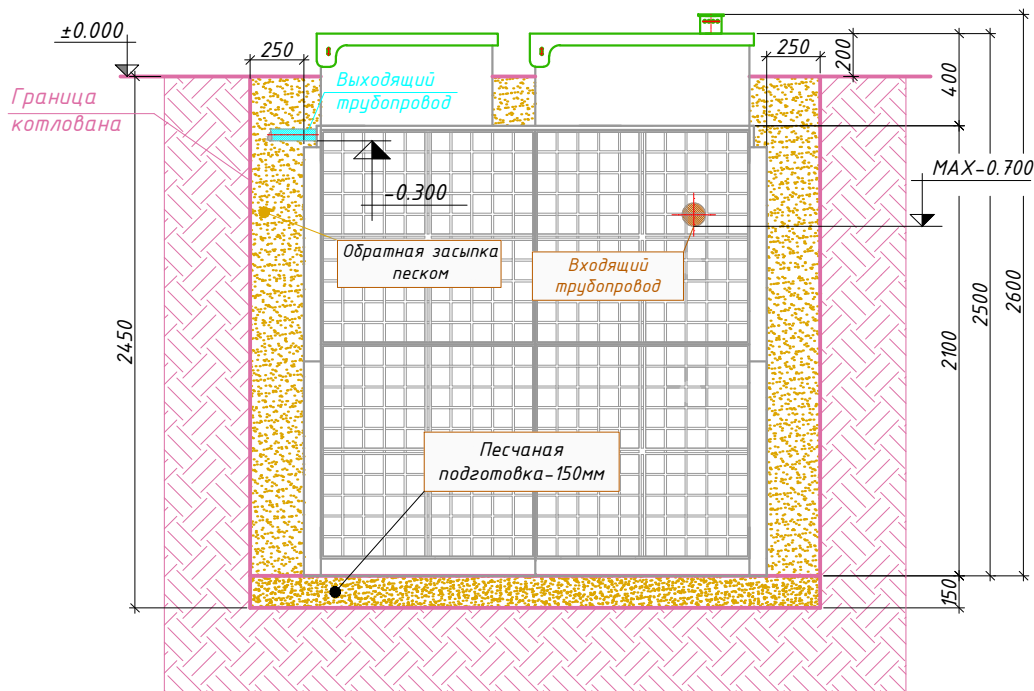 ±0.000
250
Выходящий
трубопровод
250
200
400
2600
2500
Граница
котлована
MAX-0.700
-0.300
Обратная засыпка
песком
Входящий
трубопровод
2450
2100
Песчаная
подготовка-150мм
150